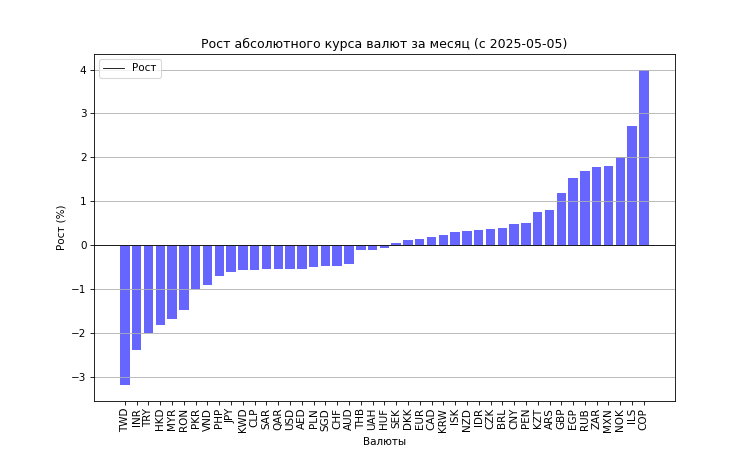 Рост абсолютного курса валют за месяц (с 2025-05-05)
Рост
4
3
2
1
0
−1
−2
−3
Рост (%)
TWD INR TRY HKD MYR RON PKR VND PHP JPY KWD CLP SAR QAR USD AED PLN SGD CHF AUD THB UAH HUF SEK DKK EUR CAD KRW ISK NZD IDR CZK BRL CNY PEN KZT ARS GBP EGP RUB ZAR MXN NOK ILS COP
Валюты